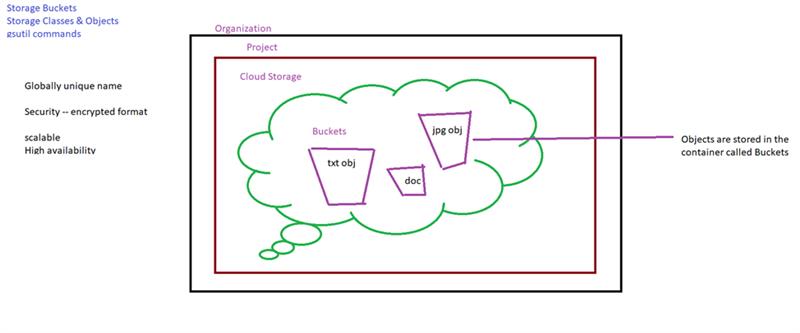 Storage Buckets
Storage Classes & Objects
gsutil commands
Organization
Project
Cloud Storage
Globally unique name
Security -- encrypted format
scalable
High availability
Buckets
txt obj
doc
jpg obj
Objects are stored in the
container called Buckets